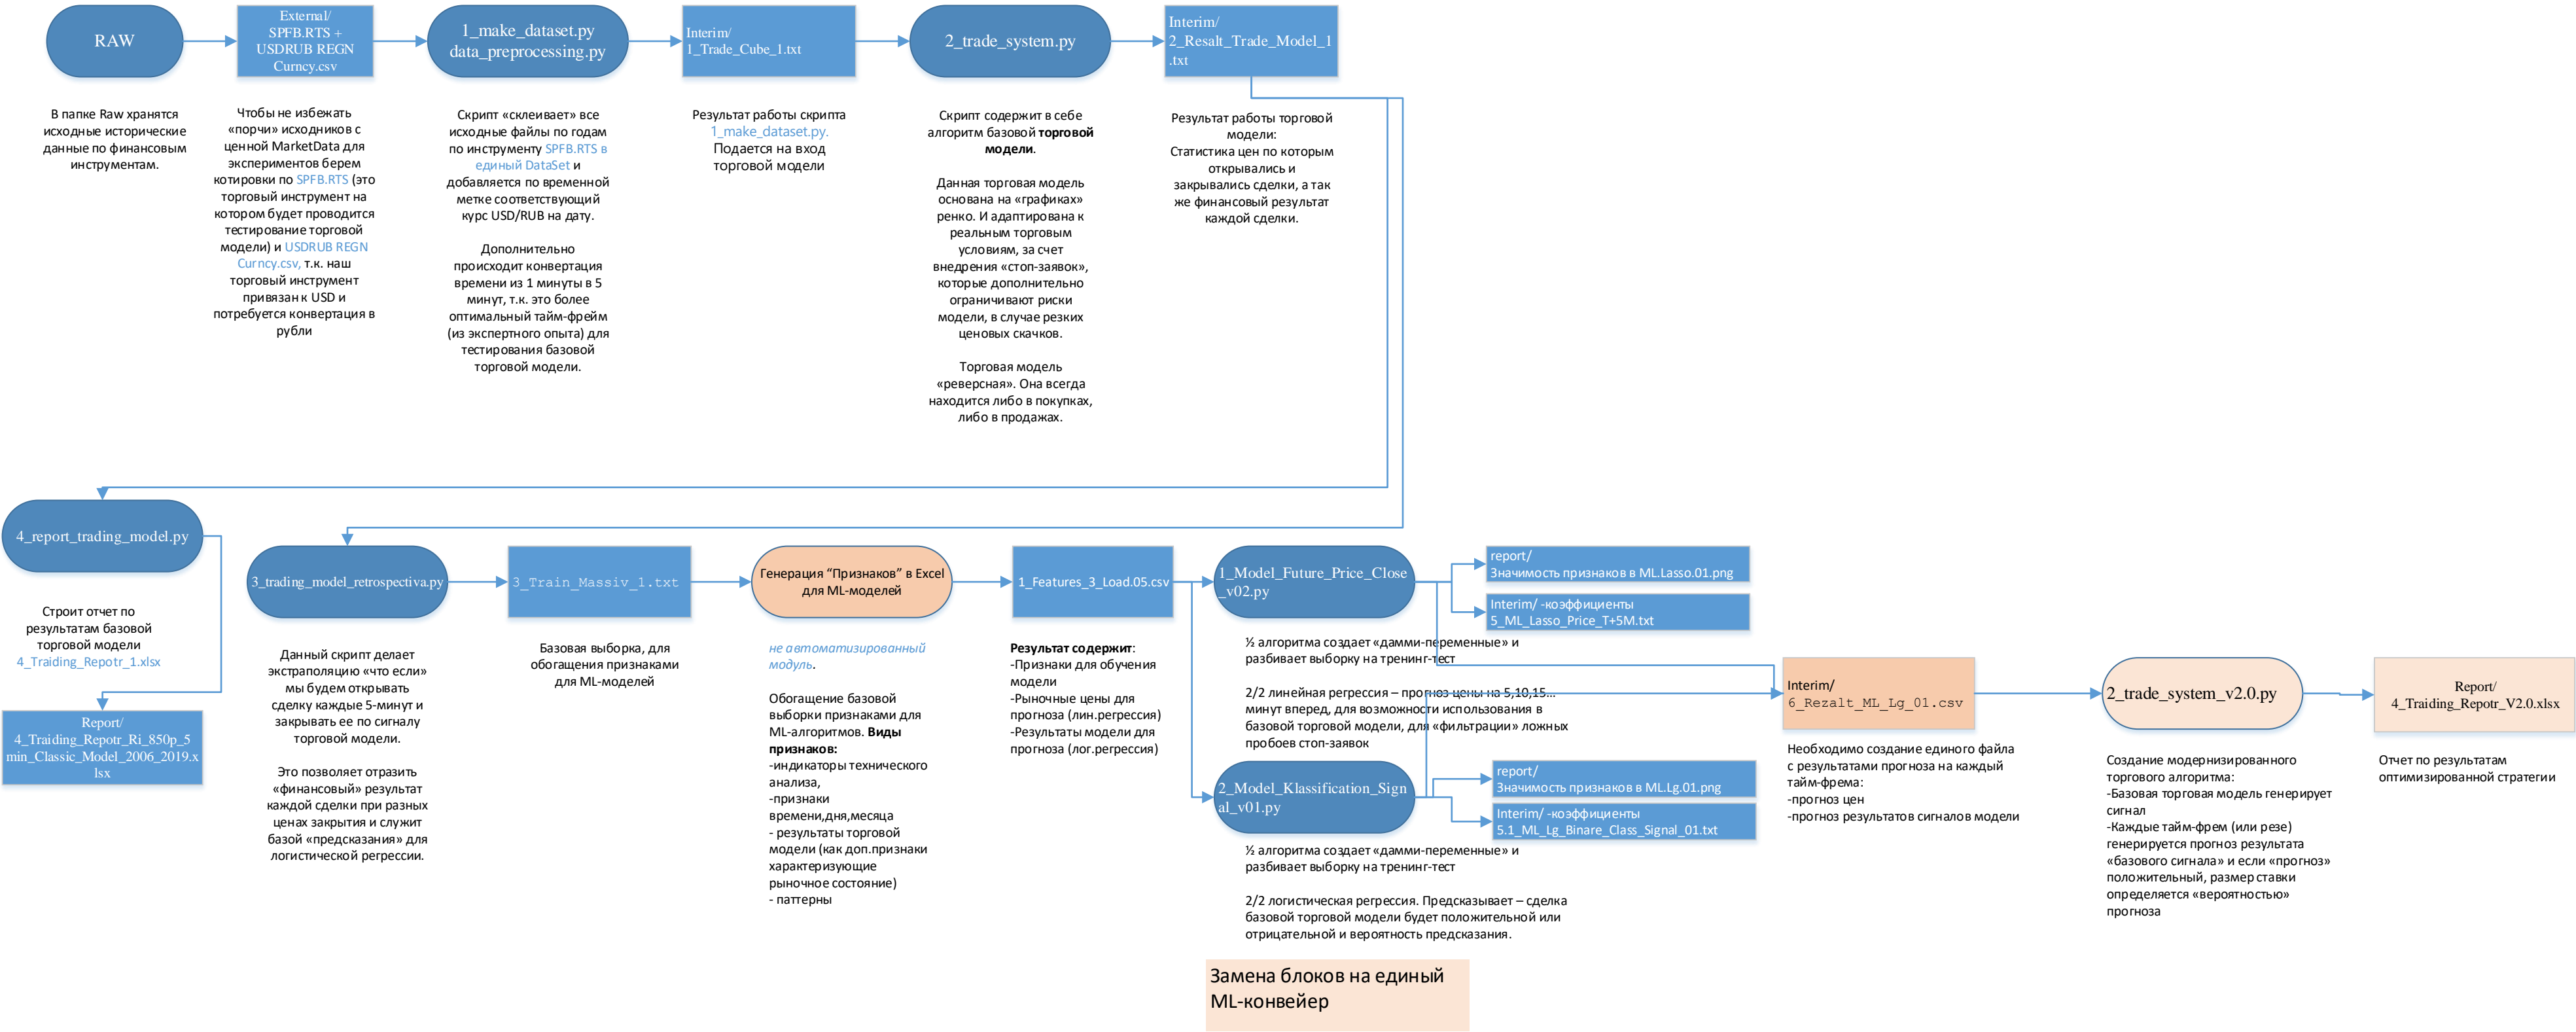 RAW
В папке Raw хранятся
исходные исторические
данные по финансовым
инструментам.
External/
SPFB.RTS +
USDRUB REGN
Curncy.csv
Чтобы не избежать
«порчи» исходников с
ценной MarketData для
экспериментов берем
котировки по SPFB.RTS (это
торговый инструмент на
котором будет проводится
тестирование торговой
модели) и USDRUB REGN
Curncy.csv, т.к. наш
торговый инструмент
привязан к USD и
потребуется конвертация в
рубли
1_make_dataset.py
data_preprocessing.py
Скрипт «склеивает» все
исходные файлы по годам
по инструменту SPFB.RTS в
единый DataSet и
добавляется по временной
метке соответствующий
курс USD/RUB на дату.
Дополнительно
происходит конвертация
времени из 1 минуты в 5
минут, т.к. это более
оптимальный тайм-фрейм
(из экспертного опыта) для
тестирования базовой
торговой модели.
Interim/
1_Trade_Cube_1.txt
Результат работы скрипта
1_make_dataset.py.
Подается на вход
торговой модели
2_trade_system.py
Скрипт содержит в себе
алгоритм базовой торговой
модели.
Данная торговая модель
основана на «графиках»
ренко. И адаптирована к
реальным торговым
условиям, за счет
внедрения «стоп-заявок»,
которые дополнительно
ограничивают риски
модели, в случае резких
ценовых скачков.
Торговая модель
«реверсная». Она всегда
находится либо в покупках,
либо в продажах.
Interim/
2_Resalt_Trade_Model_1
.txt
Результат работы торговой
модели:
Статистика цен по которым
открывались и
закрывались сделки, а так
же финансовый результат
каждой сделки.
4_report_trading_model.py
Строит отчет по
результатам базовой
торговой модели
4_Traiding_Repotr_1.xlsx
Report/
4_Traiding_Repotr_Ri_850p_5
min_Classic_Model_2006_2019.x
lsx
3_trading_model_retrospectiva.py
Данный скрипт делает
экстраполяцию «что если»
мы будем открывать
сделку каждые 5-минут и
закрывать ее по сигналу
торговой модели.
Это позволяет отразить
«финансовый» результат
каждой сделки при разных
ценах закрытия и служит
базой «предсказания» для
логистической регрессии.
3_Train_Massiv_1.txt
Базовая выборка, для
обогащения признаками
для ML-моделей
Генерация “Признаков” в Excel
для ML-моделей
не автоматизированный
модуль.
Обогащение базовой
выборки признаками для
ML-алгоритмов. Виды
признаков:
-индикаторы технического
анализа,
-признаки
времени,дня,месяца
- результаты торговой
модели (как доп.признаки
характеризующие
рыночное состояние)
- паттерны
1_Features_3_Load.05.csv
Результат содержит:
-Признаки для обучения
модели
-Рыночные цены для
прогноза (лин.регрессия)
-Результаты модели для
прогноза (лог.регрессия)
1_Model_Future_Price_Close
_v02.py
½ алгоритма создает «дамми-переменные» и
разбивает выборку на тренинг-тест
2/2 линейная регрессия – прогноз цены на 5,10,15...
минут вперед, для возможности использования в
базовой торговой модели, для «фильтрации» ложных
пробоев стоп-заявок
report/
Значимость признаков в ML.Lasso.01.png
Interim/ -коэффициенты
5_ML_Lasso_Price_T+5M.txt
2_Model_Klassification_Sign
al_v01.py
½ алгоритма создает «дамми-переменные» и
разбивает выборку на тренинг-тест
2/2 логистическая регрессия. Предсказывает – сделка
базовой торговой модели будет положительной или
отрицательной и вероятность предсказания.
report/
Значимость признаков в ML.Lg.01.png
Interim/ -коэффициенты
5.1_ML_Lg_Binare_Class_Signal_01.txt
Замена блоков на единый
ML-конвейер
Interim/
6_Rezalt_ML_Lg_01.csv
Необходимо создание единого файла
с результатами прогноза на каждый
тайм-фрема:
-прогноз цен
-прогноз результатов сигналов модели
2_trade_system_v2.0.py
Создание модернизированного
торгового алгоритма:
-Базовая торговая модель генерирует
сигнал
-Каждые тайм-фрем (или резе)
генерируется прогноз результата
«базового сигнала» и если «прогноз»
положительный, размер ставки
определяется «вероятностью»
прогноза
Report/
4_Traiding_Repotr_V2.0.xlsx
Отчет по результатам
оптимизированной стратегии